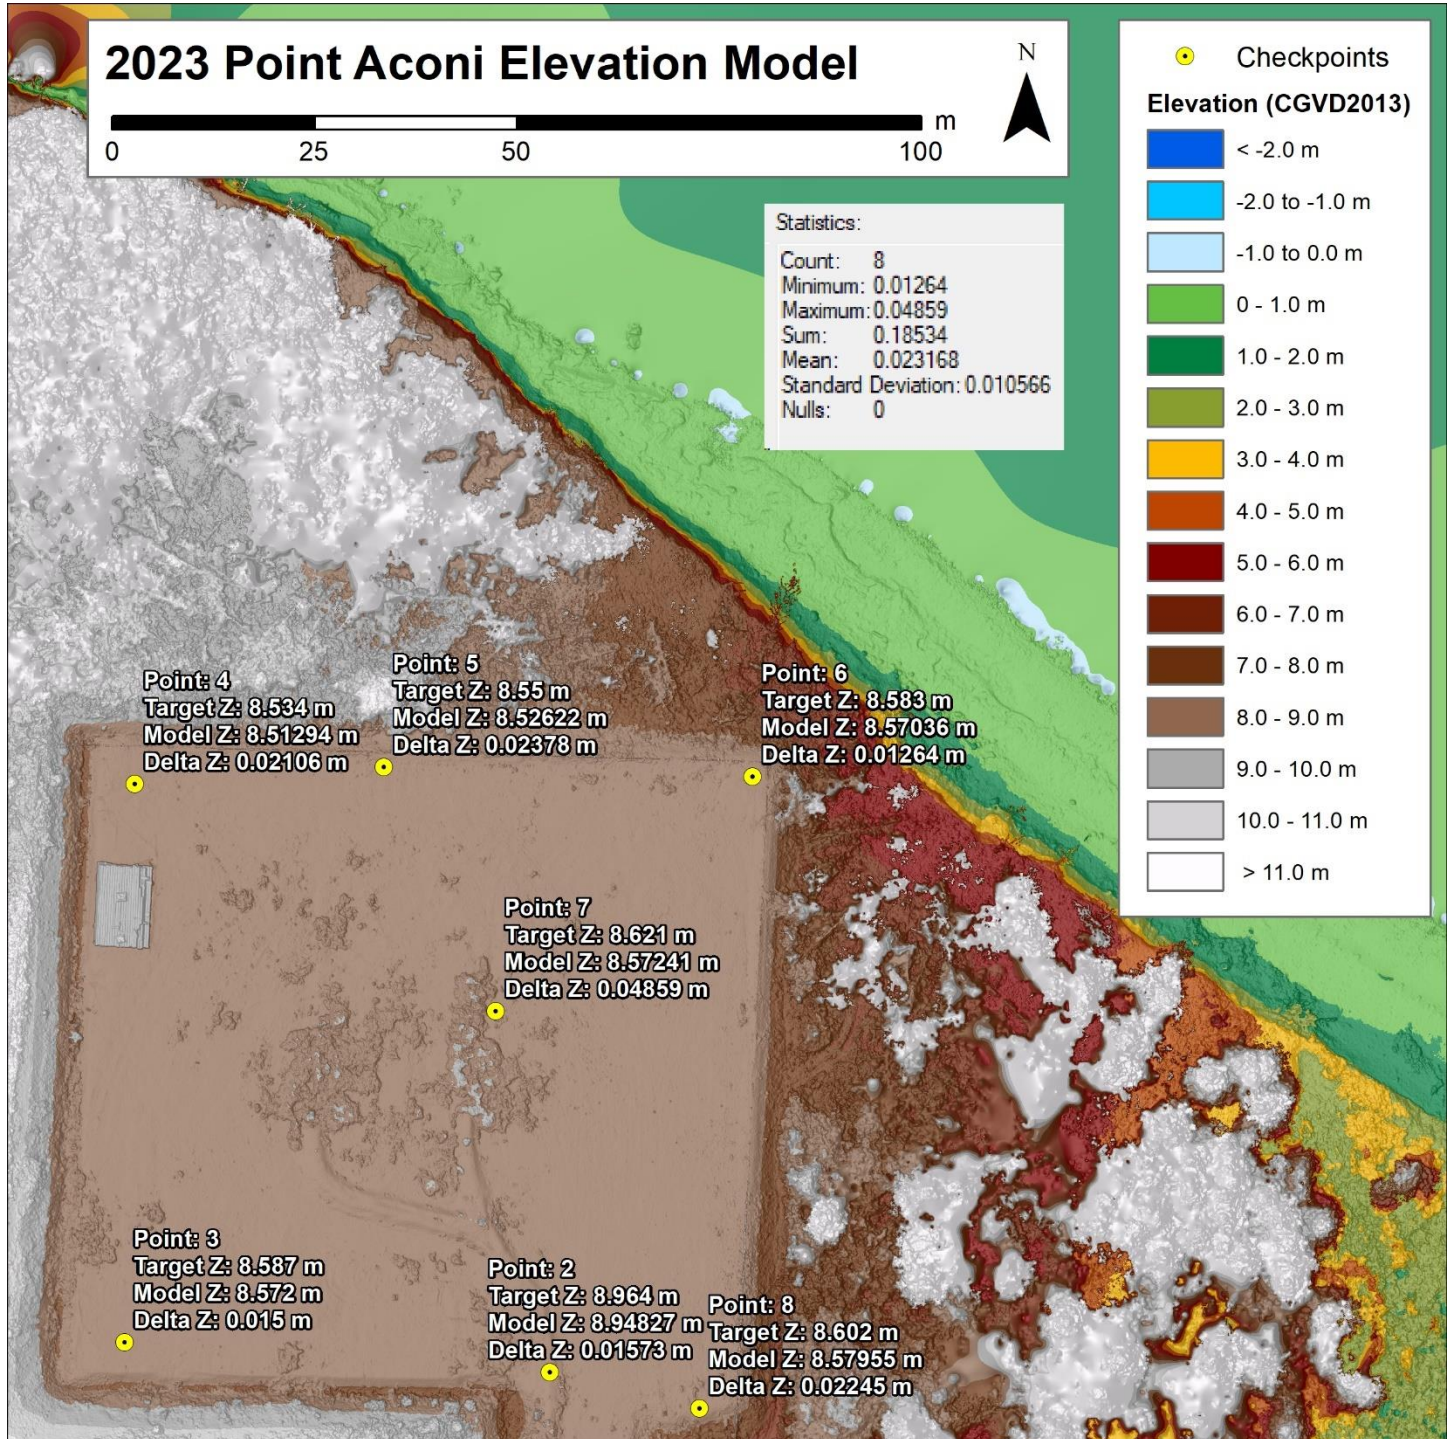 2023 Point Aconi Elevation Model
N
m
0 25 50 100
Checkpoints
Elevation (CGVD2013)
< -2.0 m
-2.0 to -1.0 m
-1.0 to 0.0 m
0 - 1.0 m
1.0 - 2.0 m
2.0 - 3.0 m
3.0 - 4.0 m
4.0 - 5.0 m
5.0 - 6.0 m
6.0 - 7.0 m
7.0 - 8.0 m
8.0 - 9.0 m
9.0 - 10.0 m
10.0 - 11.0 m
> 11.0 m
Statistics:
Count: 8
Minimum: 0.01264
Maximum: 0.04859
Sum: 0.18534
Mean: 0.023168
Standard Deviation: 0.010566
Nulls: 0
Point: 4
Target Z: 8.534 m
Model Z: 8.51294 m
Delta Z: 0.02106 m
Point: 5
Target Z: 8.55 m
Model Z: 8.52622 m
Delta Z: 0.02378 m
Point: 6
Target Z: 8.583 m
Model Z: 8.57036 m
Delta Z: 0.01264 m
Point: 7
Target Z: 8.621 m
Model Z: 8.57241 m
Delta Z: 0.04859 m
Point: 3
Target Z: 8.587 m
Model Z: 8.572 m
Delta Z: 0.015 m
Point: 2
Target Z: 8.964 m
Model Z: 8.94827 m
Delta Z: 0.01573 m
Point: 8
Target Z: 8.602 m
Model Z: 8.57955 m
Delta Z: 0.02245 m